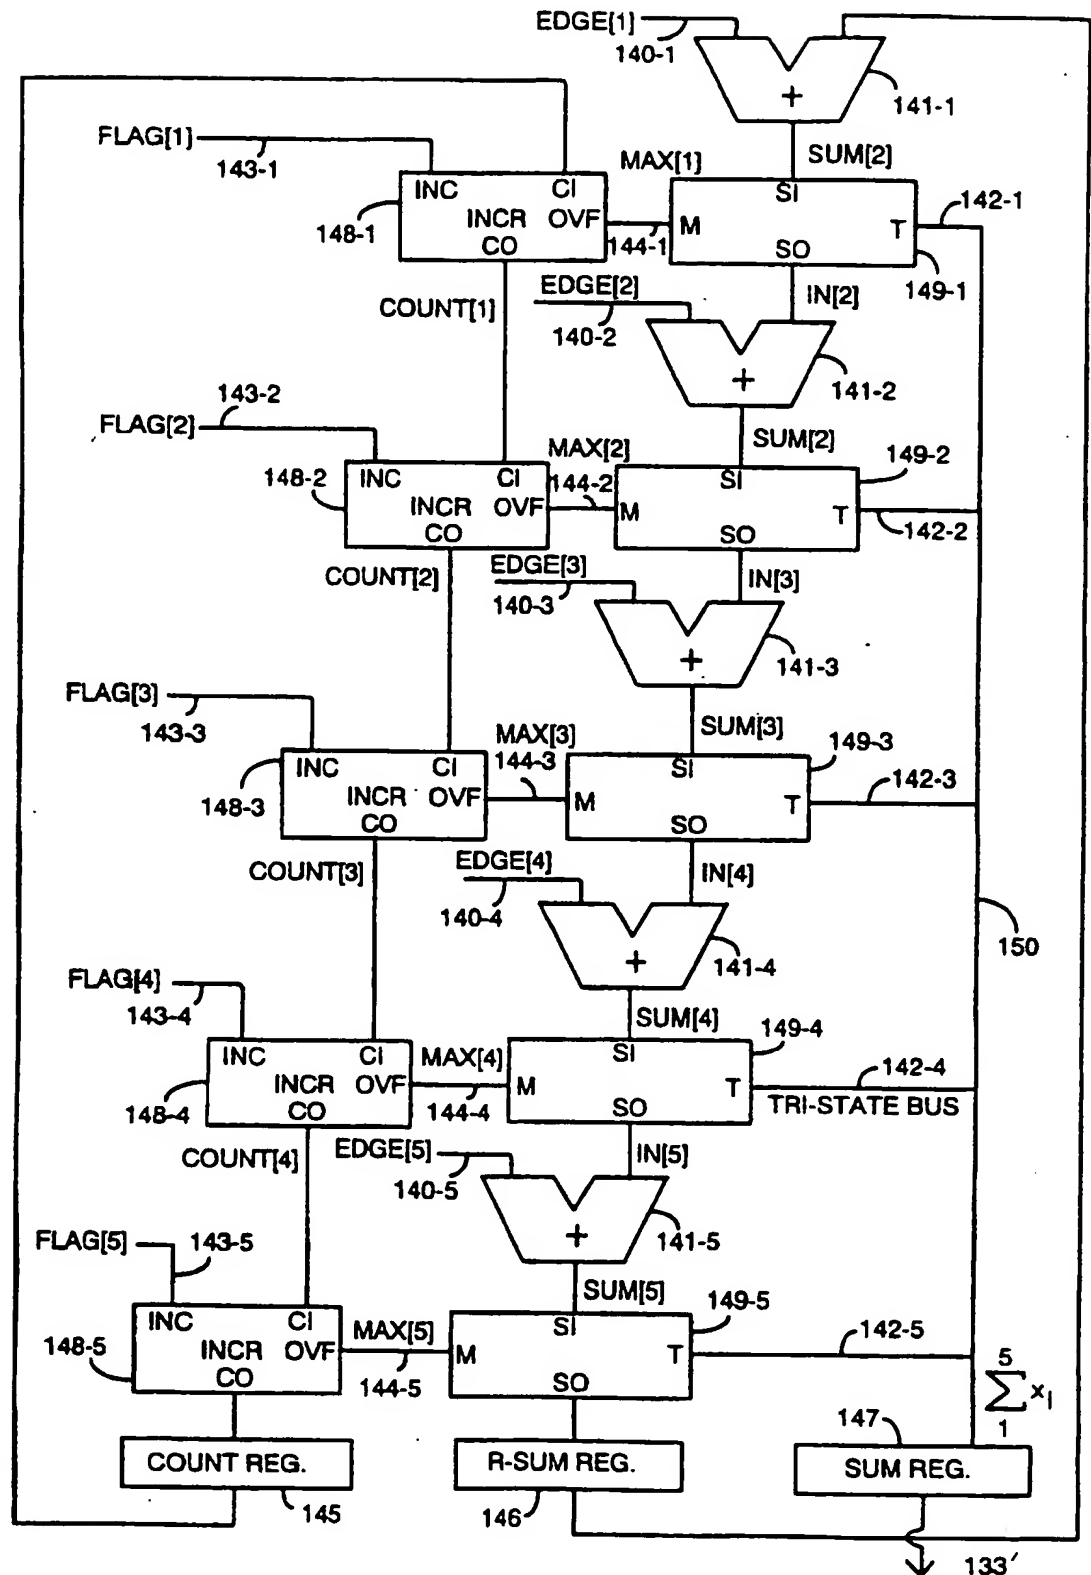 EDGE[1]
140-1
+
141-1
FLAG[1]
143-1
MAX[1]
SUM[2]
INC CI
INCR OVF
CO
148-1
144-1
SI
M T
SO
142-1
149-1
EDGE[2]
140-2
IN[2]
COUNT[1]
+
141-2
FLAG[2]
143-2
MAX[2]
SUM[2]
148-2
INC CI
INCR OVF
CO
144-2
SI
M T
SO
149-2
142-2
EDGE[3]
140-3
IN[3]
COUNT[2]
+
141-3
FLAG[3]
143-3
MAX[3]
SUM[3]
148-3
INC CI
INCR OVF
CO
144-3
SI
M T
SO
149-3
142-3
COUNT[3]
EDGE[4]
140-4
IN[4]
+
141-4
150
FLAG[4]
143-4
SUM[4]
149-4
148-4
INC CI
INCR OVF
CO
MAX[4]
144-4
SI
M T
SO
142-4
TRI-STATE BUS
COUNT[4]
EDGE[5]
140-5
IN[5]
+
141-5
FLAG[5]
143-5
SUM[5]
149-5
148-5
INC CI
INCR OVF
CO
MAX[5]
144-5
SI
M T
SO
142-5
5
∑ xI
1
147
COUNT REG.
145
R-SUM REG.
146
SUM REG.
133'